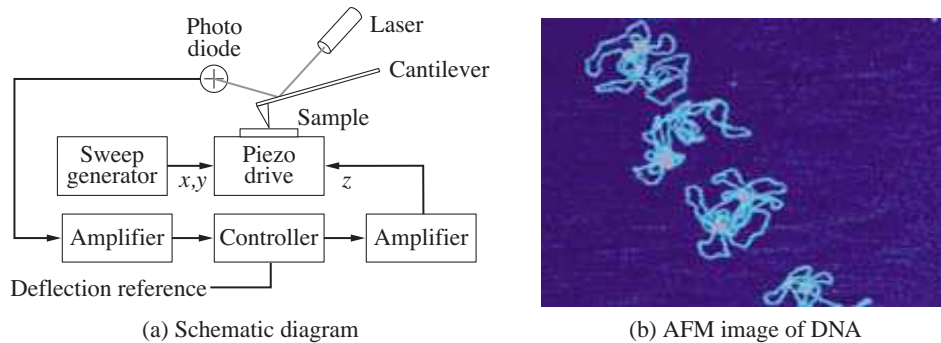 Photo
diode
Laser
Cantilever
Sample
Sweep
generator
x,y
Piezo
drive
z
Amplifier
Controller
Amplifier
Deflection reference
(a) Schematic diagram
(b) AFM image of DNA